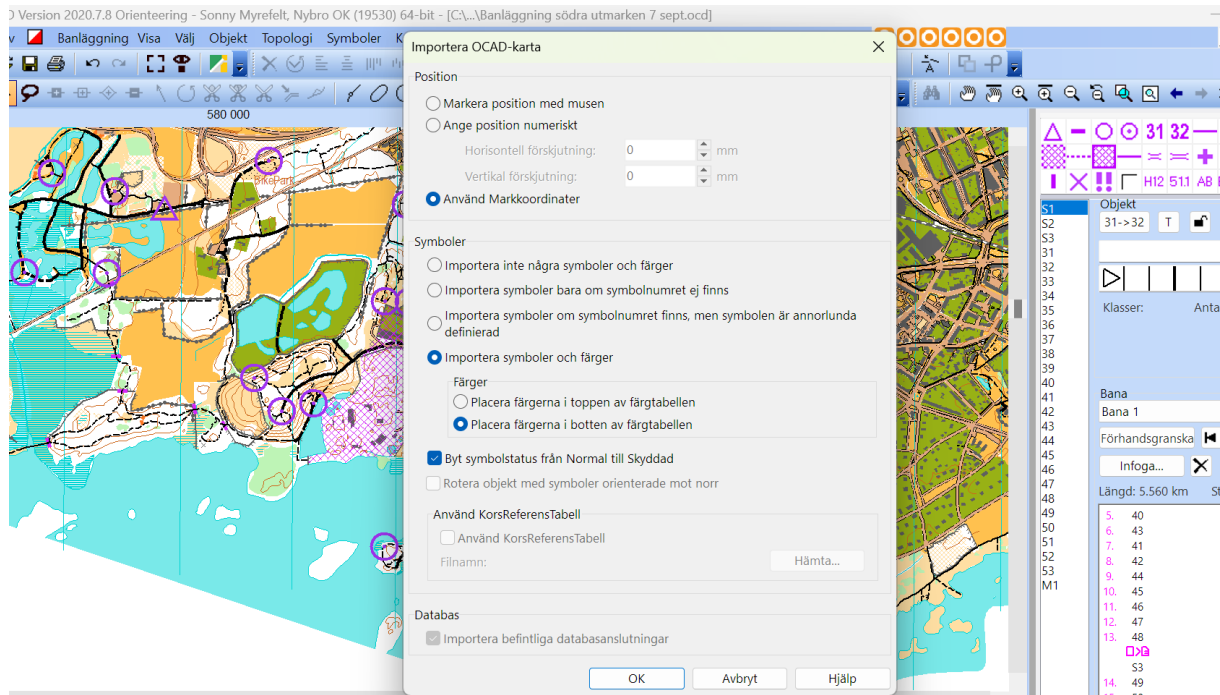 Version 2020.7.8 Orienteering - Sonny Myrefelt, Nybro OK (19530) 64-bit - [C:\...\Banläggning södra utmarken 7 sept.ocd]
Banläggning Visa Välj Objekt Topologi Symboler K
580 000
BikePark
Importera OCAD-karta
Position
Markera position med musen
Ange position numeriskt
Horisontell förskjutning: 0 mm
Vertikal förskjutning: 0 mm
Använd Markkoordinater
Symboler
Importera inte några symboler och färger
Importera symboler bara om symbolnumret ej finns
Importera symboler om symbolnumret finns, men symbolen är annorlunda
definierad
Importera symboler och färger
Färger
Placera färgerna i toppen av färgtabellen
Placera färgerna i botten av färgtabellen
Byt symbolstatus från Normal till Skyddad
Rotera objekt med symboler orienterade mot norr
Använd KorsReferensTabell
Använd KorsReferensTabell
Filnamn:
Hämta...
Databas
Importera befintliga databasanslutningar
OK
Avbryt
Hjälp
31 32
H12 51.1 AB
S1
S2
S3
31
32
33
34
35
36
37
38
39
40
41
42
43
44
45
46
47
48
49
50
51
52
53
M1
Objekt
31->32 T
Klasser: Anta
Bana
Bana 1
Förhandsgranska
Infoga...
Längd: 5.560 km St
5. 40
6. 43
7. 41
8. 42
9. 44
10. 45
11. 46
12. 47
13. 48
S3
14. 49